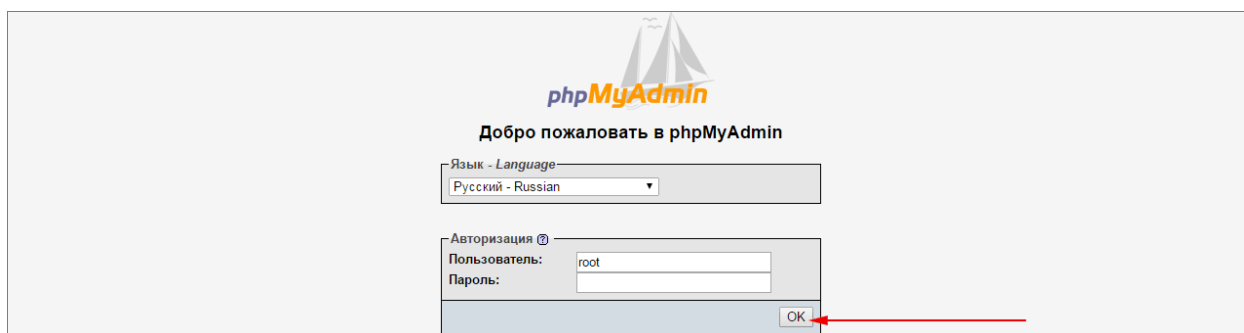 phpMyAdmin
Добро пожаловать в phpMyAdmin
Язык - Language
Русский - Russian
Авторизация ?
Пользователь: root
Пароль:
OK